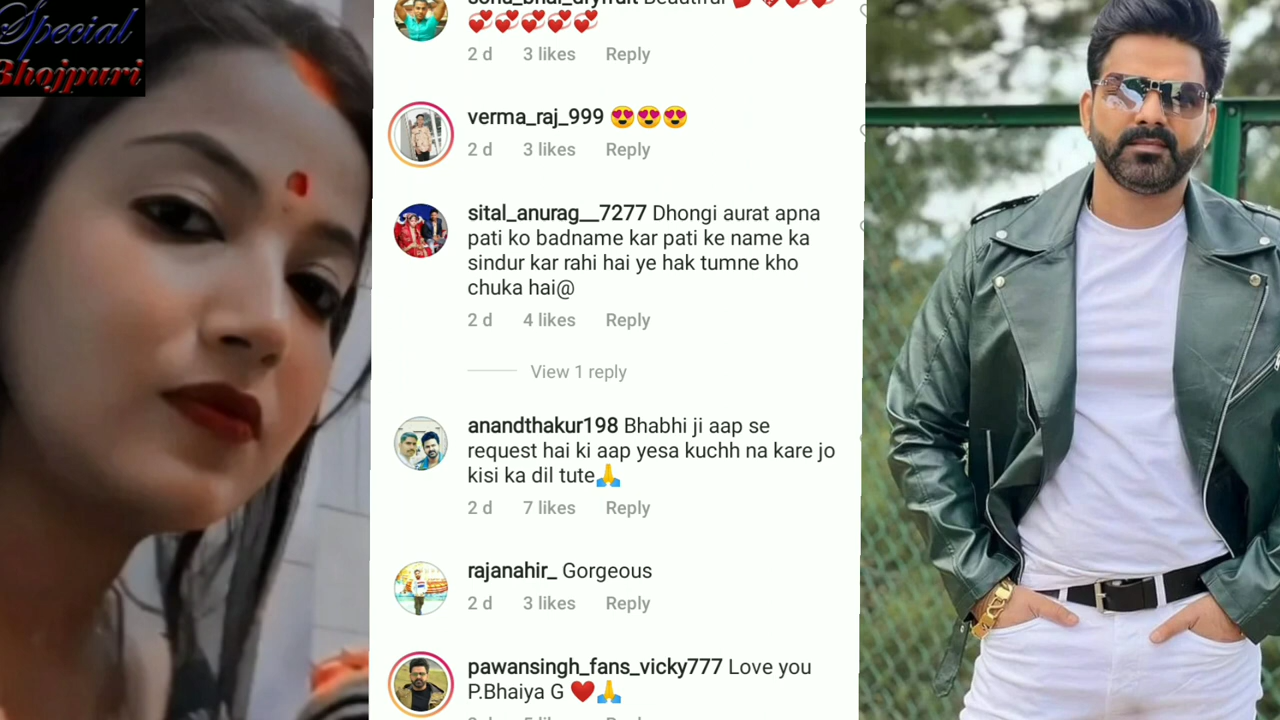 Special
Bhojpuri
sonu_bhai_dryfruit Beautiful
2 d 3 likes Reply
verma_raj_999 😍😍😍
2 d 3 likes Reply
sital_anurag__7277 Dhongi aurat apna
pati ko badname kar pati ke name ka
sindur kar rahi hai ye hak tumne kho
chuka hai@
2 d 4 likes Reply
View 1 reply
anandthakur198 Bhabhi ji aap se
request hai ki aap yesa kuchh na kare jo
kisi ka dil tute🙏
2 d 7 likes Reply
rajanahir_ Gorgeous
2 d 3 likes Reply
pawansingh_fans_vicky777 Love you
P.Bhaiya G ❤️🙏